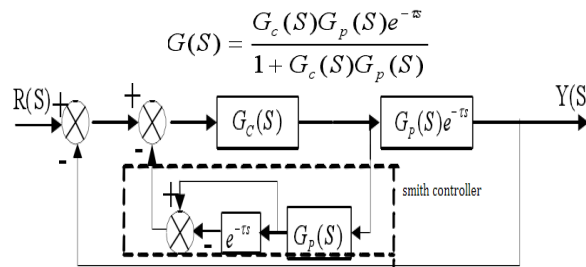 G(S) = G_c(S)G_p(S)e^{-τs} / 1 + G_c(S)G_p(S)
R(S) + + Y(S
G_C(S) G_p(S)e^{-τs}
- -
smith controller
+ e^{-τs} G_p(S)
-